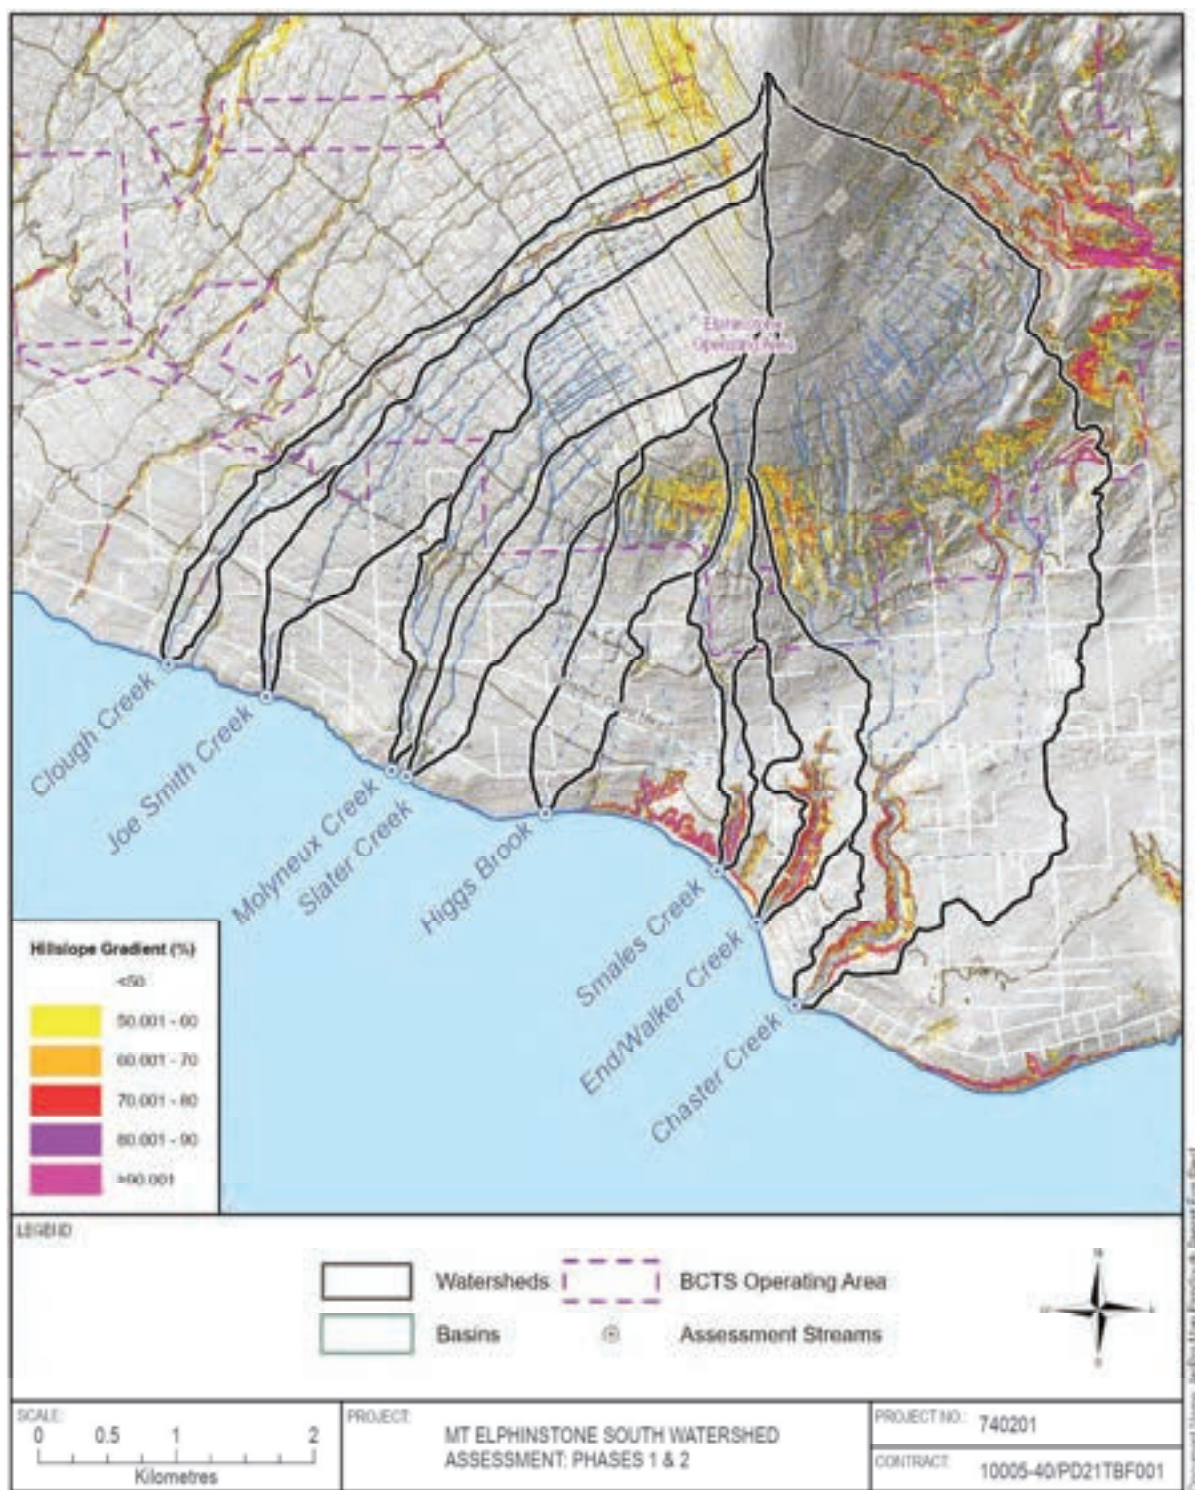 Elphinstone
Operating Area
Clough Creek
Joe Smith Creek
Molyneux Creek
Slater Creek
Higgs Brook
Smales Creek
End/Walker Creek
Chaster Creek
Hillslope Gradient (%)
<50
50.001 - 60
60.001 - 70
70.001 - 80
80.001 - 90
>90.001
LEGEND
Watersheds
BCTS Operating Area
Basins
Assessment Streams
N
SCALE:
0 0.5 1 2
Kilometres
PROJECT:
MT ELPHINSTONE SOUTH WATERSHED
ASSESSMENT: PHASES 1 & 2
PROJECT NO.: 740201
CONTRACT: 10005-40/PD21TBF001